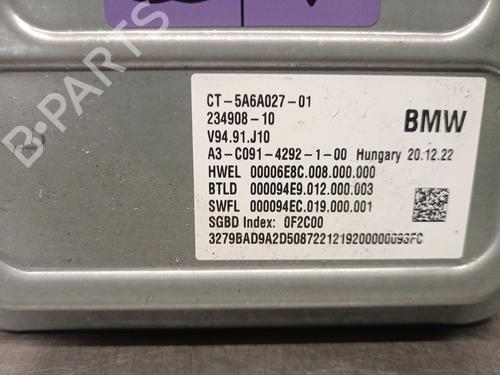 B-PARTS
CT-5A6A027-01
234908-10
BMW
V94.91.J10
A3-C091-4292-1-00 Hungary 20.12.22
HWEL 00006E8C.008.000.000
BTLD 000094E9.012.000.003
SWFL 000094EC.019.000.001
SGBD Index: 0F2C00
3279BAD9A2D5087221219200000093FC